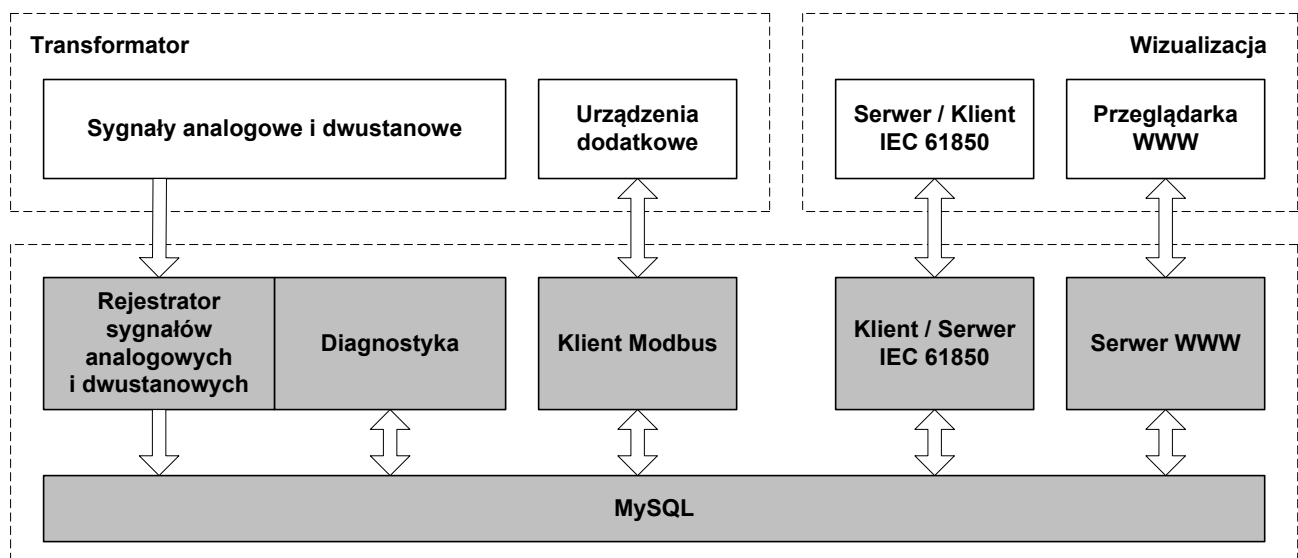 Transformator
Wizualizacja
Sygnały analogowe i dwustanowe
Urządzenia
dodatkowe
Serwer / Klient
IEC 61850
Przeglądarka
WWW
Rejestrator
sygnałów
analogowych
i dwustanowych
Diagnostyka
Klient Modbus
Klient / Serwer
IEC 61850
Serwer WWW
MySQL